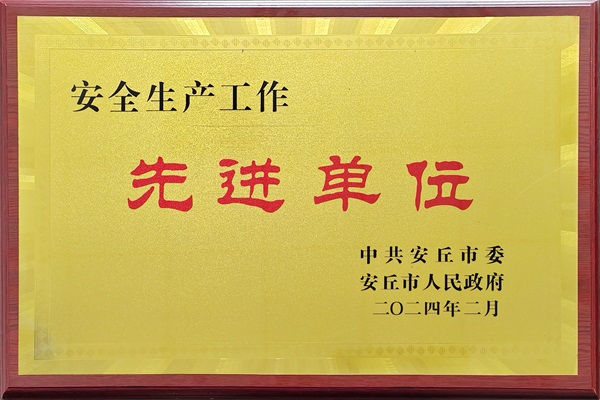 安全生产工作
先进单位
中共安丘市委
安丘市人民政府
二〇二四年二月